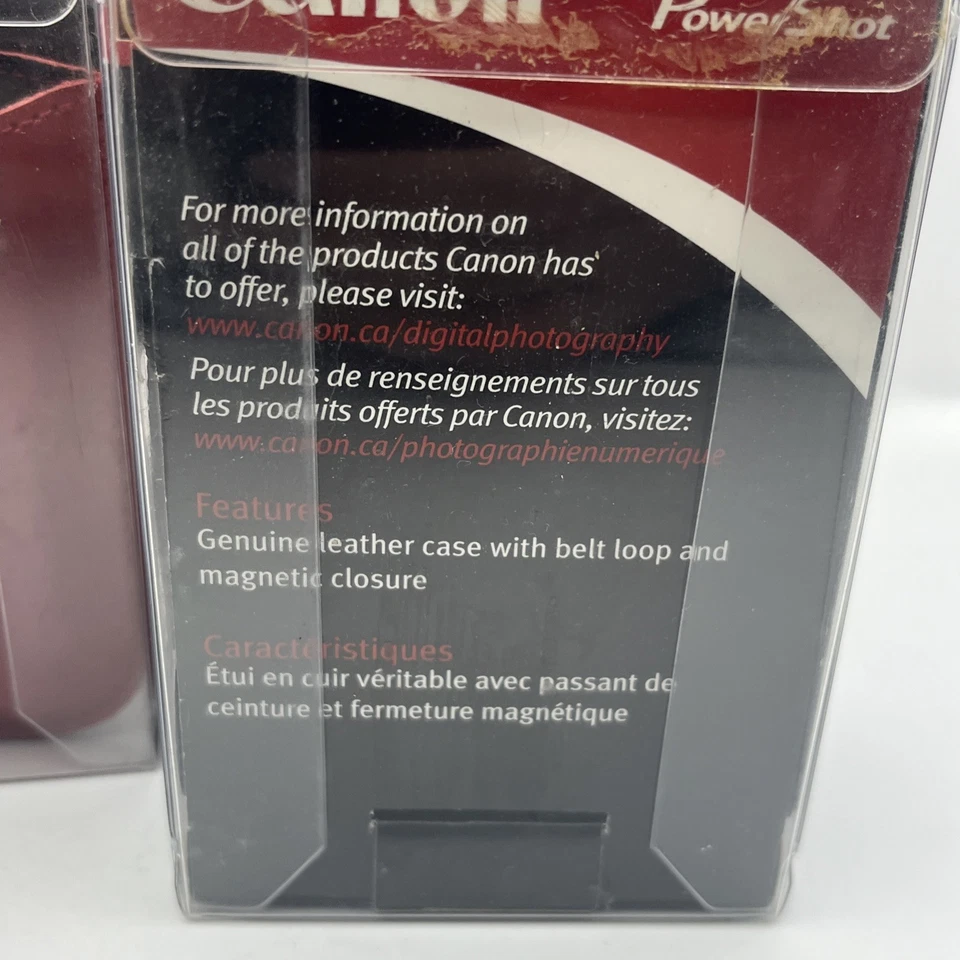 Canon
PowerShot
For more information on
all of the products Canon has
to offer, please visit:
www.canon.ca/digitalphotography
Pour plus de renseignements sur tous
les produits offerts par Canon, visitez:
www.canon.ca/photographienumerique
Features
Genuine leather case with belt loop and
magnetic closure
Caractéristiques
Étui en cuir véritable avec passant de
ceinture et fermeture magnétique